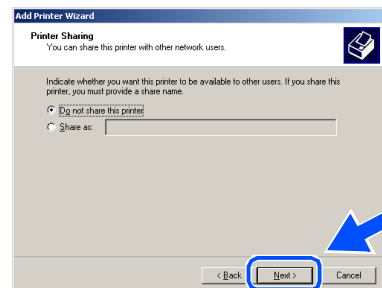 Add Printer Wizard
Printer Sharing
You can share this printer with other network users.
Indicate whether you want this printer to be available to other users. If you share this
printer, you must provide a share name.
Do not share this printer
Share as:
< Back
Next >
Cancel